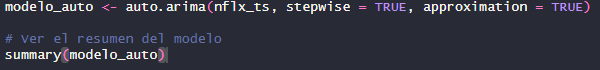 modelo_auto <- auto.arima(nflx_ts, stepwise = TRUE, approximation = TRUE)
# Ver el resumen del modelo
summary(modelo_auto)